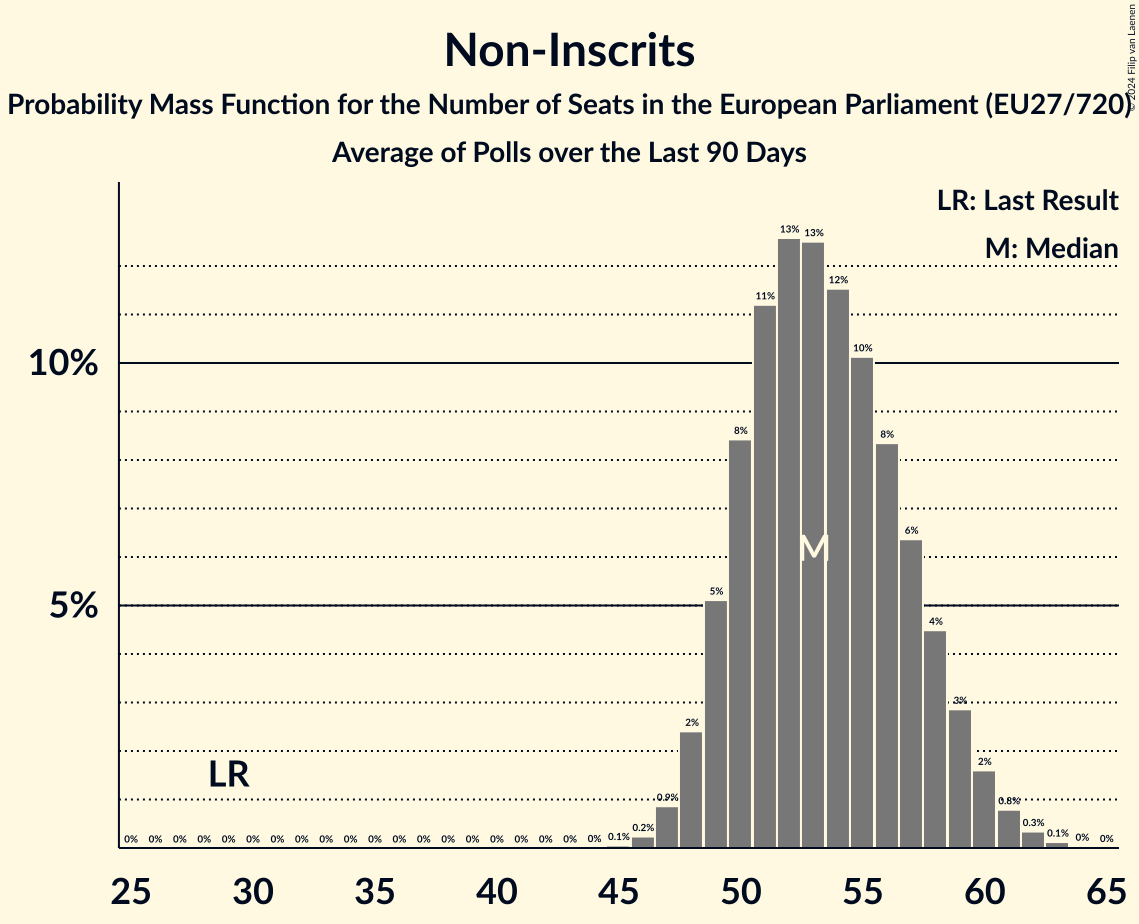 Non-Inscrits
Probability Mass Function for the Number of Seats in the European Parliament (EU27/720)
Average of Polls over the Last 90 Days
© 2024 Filip van Laenen
LR: Last Result
M: Median
10%
5%
LR
M
0% 0% 0% 0% 0% 0% 0% 0% 0% 0% 0% 0% 0% 0% 0% 0% 0% 0% 0% 0% 0.1% 0.2% 0.9% 2% 5% 8% 11% 13% 13% 12% 10% 8% 6% 4% 3% 2% 0.8% 0.3% 0.1% 0% 0%
25 30 35 40 45 50 55 60 65